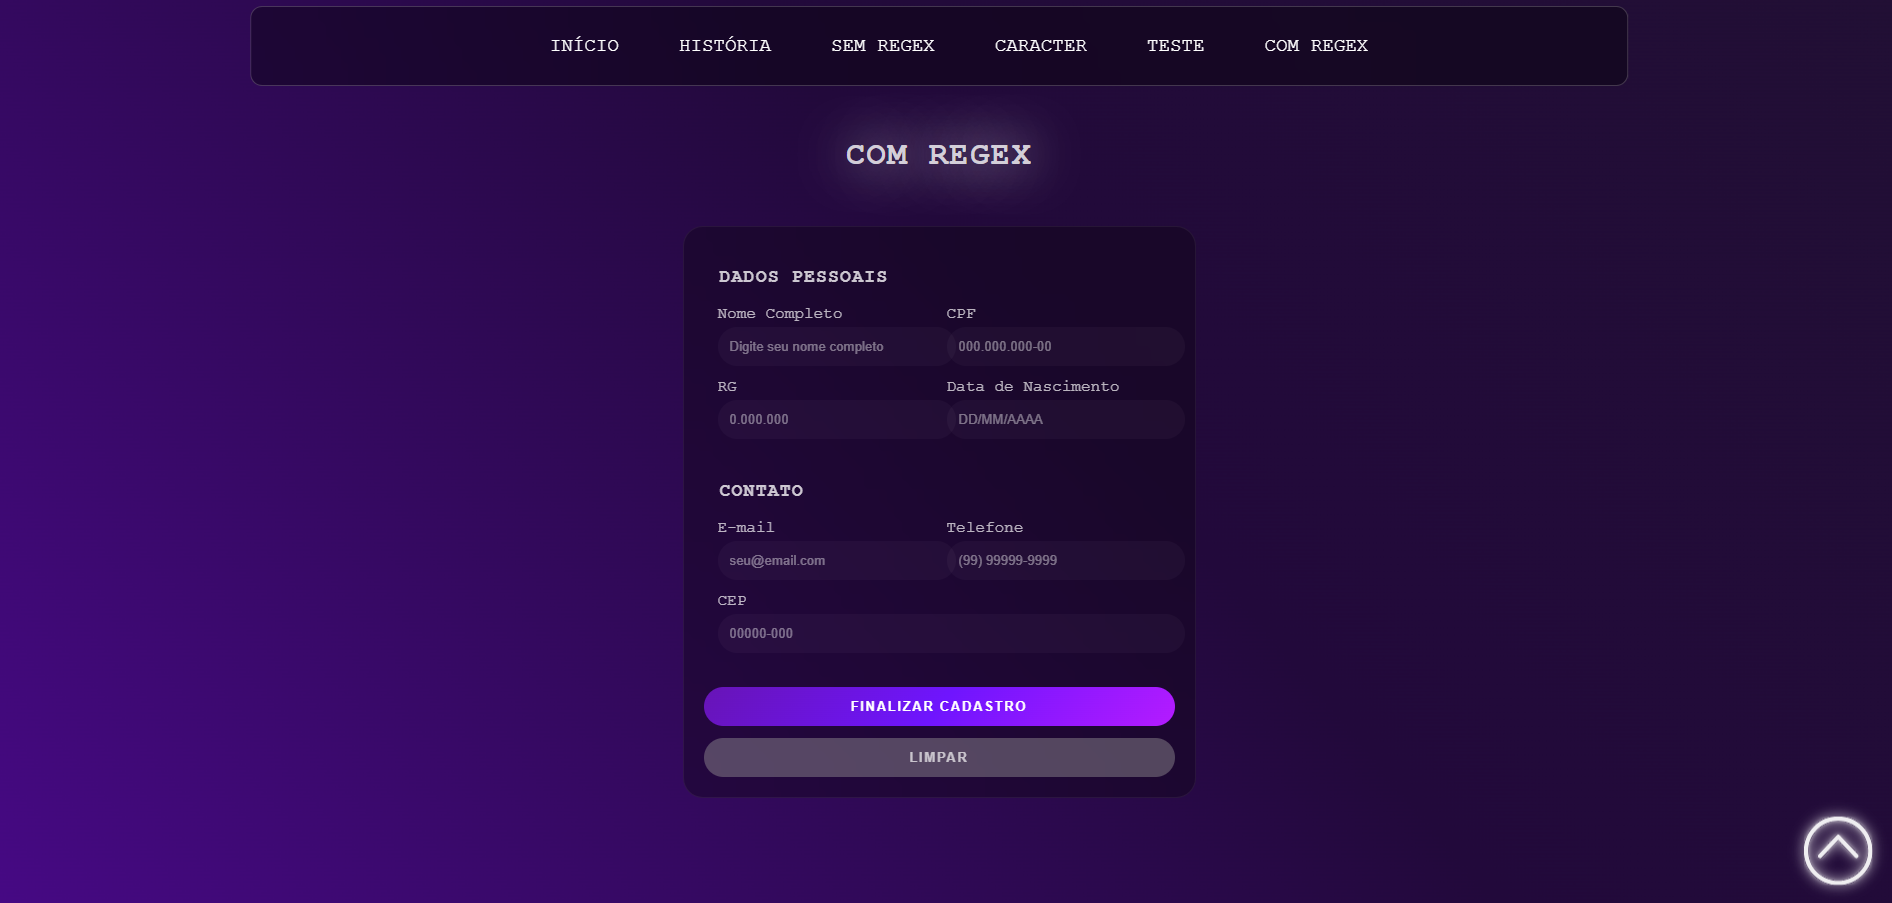 INÍCIO HISTÓRIA SEM REGEX CARACTER TESTE COM REGEX
COM REGEX
DADOS PESSOAIS
Nome Completo CPF
Digite seu nome completo 000.000.000-00
RG Data de Nascimento
0.000.000 DD/MM/AAAA
CONTATO
E-mail Telefone
seu@email.com (99) 99999-9999
CEP
00000-000
FINALIZAR CADASTRO
LIMPAR